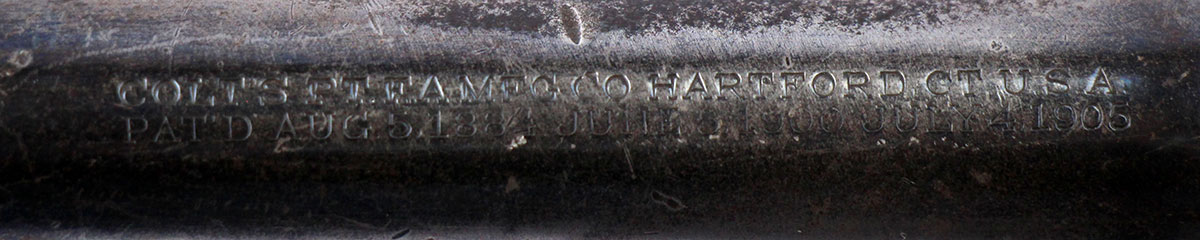 COLT'S PT.F.A.MFG.CO. HARTFORD, CT. U.S.A.
PAT'D AUG. 5, 1884 JUNE 5, 1900 JULY 4, 1905